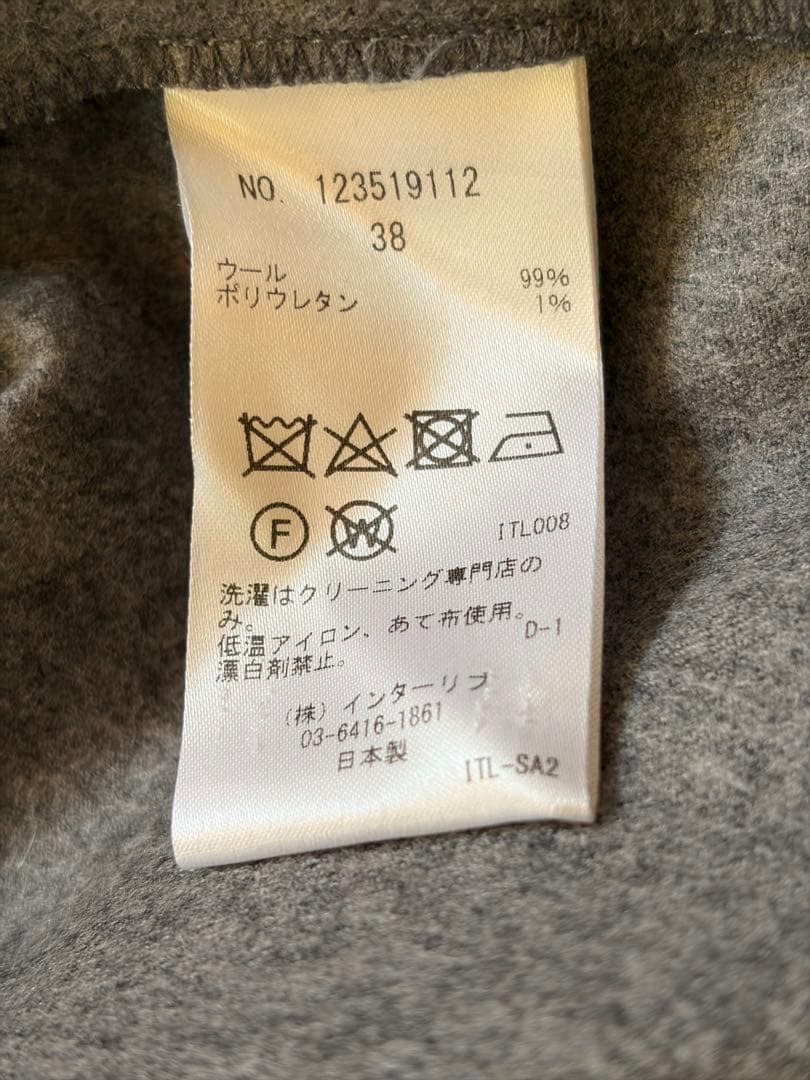 NO. 123519112
38
ウール 99%
ポリウレタン 1%
F W
ITL008
洗濯はクリーニング専門店の
み。
低温アイロン、あて布使用。
漂白剤禁止。
D-1
(株)インターリブ
03-6416-1861
日本製
ITL-SA2